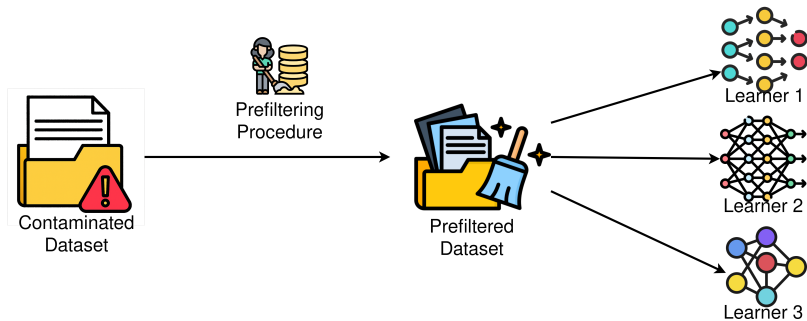 Prefiltering
Procedure
Contaminated
Dataset
Prefiltered
Dataset
Learner 1
Learner 2
Learner 3